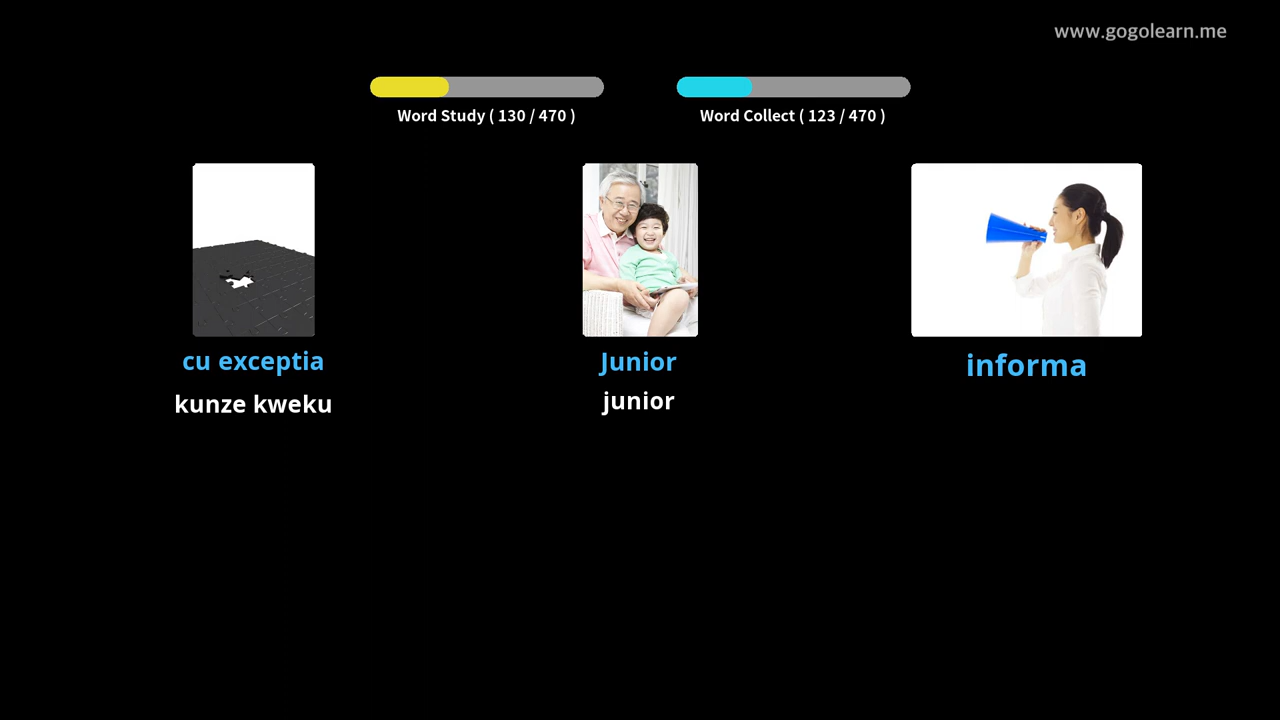 www.gogolearn.me
Word Study ( 130 / 470 )
Word Collect ( 123 / 470 )
cu exceptia
Junior
informa
kunze kweku
junior